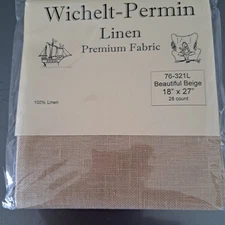 Wichelt-Permin
Linen
Premium Fabric
76-321L
Beautiful Beige
18" x 27"
28 count
100% Linen